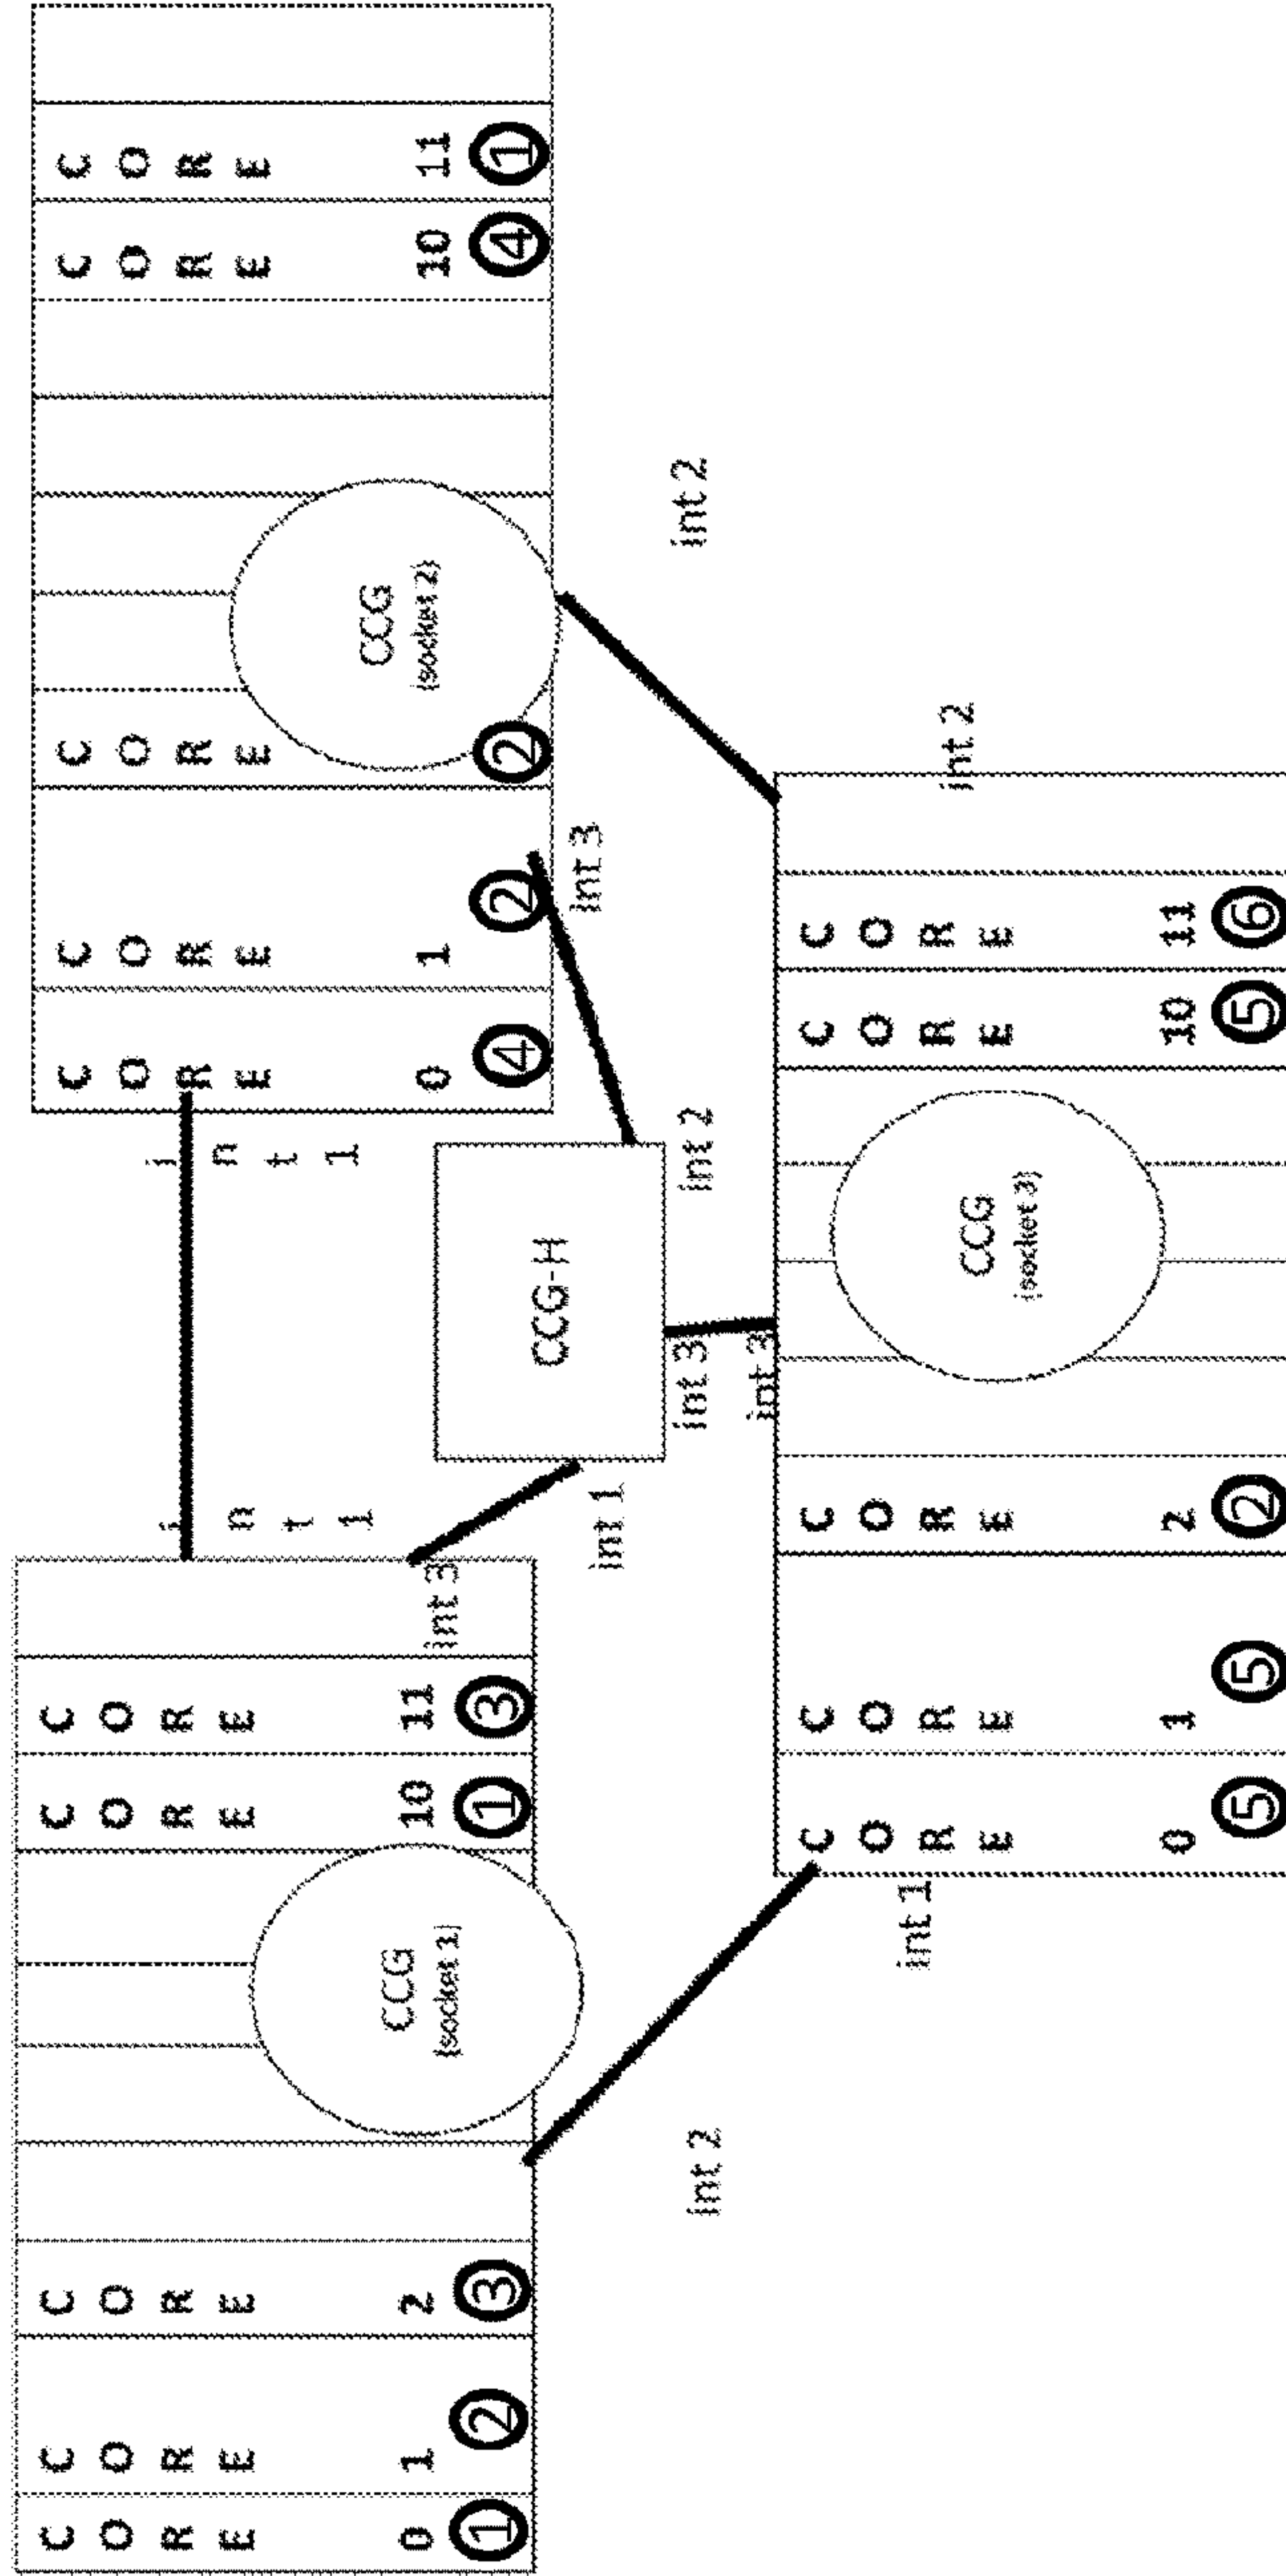 CORE 0 ①
CORE 1 ②
CORE 2 ③
CCG
(socket 1)
CORE 10 ①
CORE 11 ③
int 3
int 1
int 1
int 2
int 1
CCG-H
int 2
int 3
int 3
CORE 0 ④
CORE 1 ②
CORE ②
int 3
CCG
(socket 2)
CORE 10 ④
CORE 11 ①
int 2
int 1
CORE 0 ⑤
CORE 1 ⑤
CORE 2 ②
CCG
(socket 3)
CORE 10 ⑤
CORE 11 ⑥
int 2